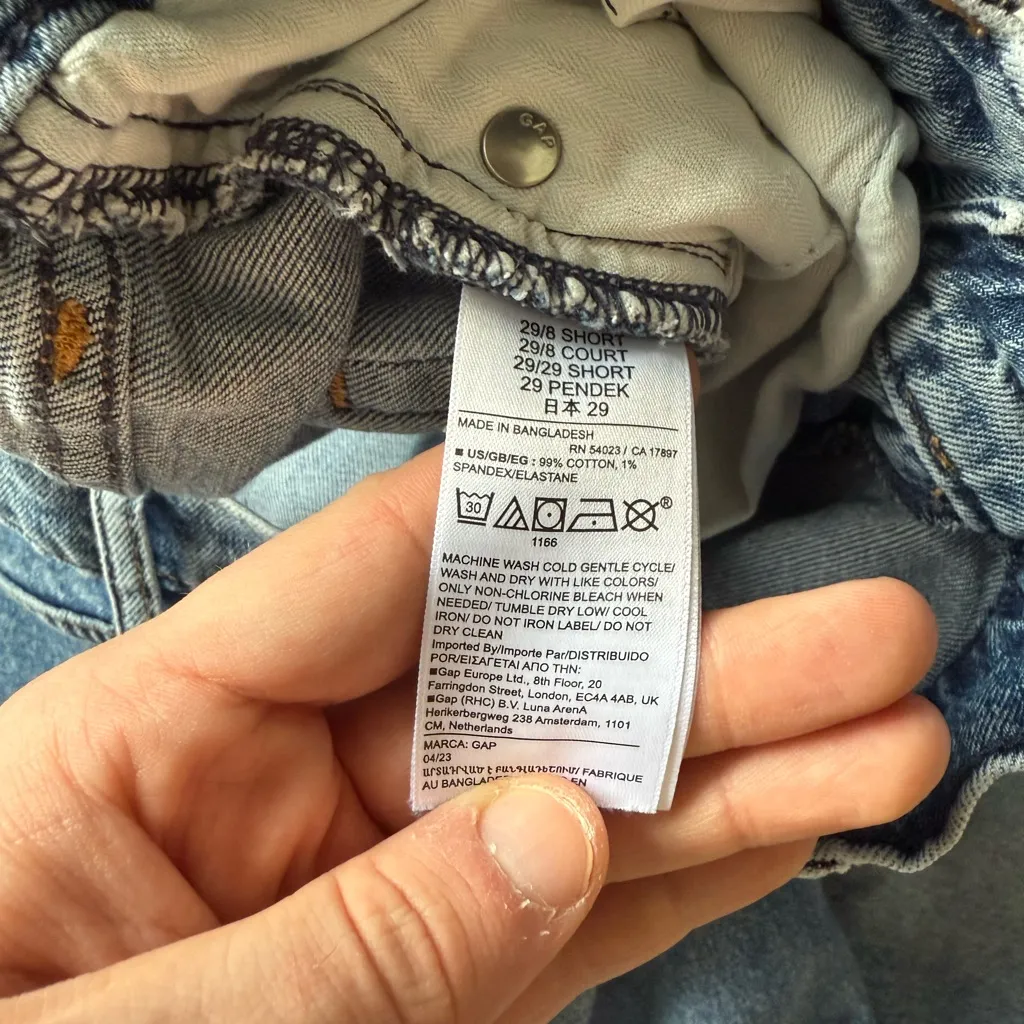 GAP
29/8 SHORT
29/8 COURT
29/29 SHORT
29 PENDEK
日本 29
MADE IN BANGLADESH
RN 54023 / CA 17897
■ US/GB/EG : 99% COTTON, 1%
SPANDEX/ELASTANE
30 ®
1166
MACHINE WASH COLD GENTLE CYCLE/
WASH AND DRY WITH LIKE COLORS/
ONLY NON-CHLORINE BLEACH WHEN
NEEDED/ TUMBLE DRY LOW/ COOL
IRON/ DO NOT IRON LABEL/ DO NOT
DRY CLEAN
Imported By/Importe Par/DISTRIBUIDO
POR/ΕΙΣΑΓΕΤΑΙ ΑΠΟ ΤΗΝ:
■Gap Europe Ltd., 8th Floor, 20
Farringdon Street, London, EC4A 4AB, UK
■Gap (RHC) B.V. Luna ArenA
Herikerbergweg 238 Amsterdam, 1101
CM, Netherlands
MARCA: GAP
04/23
ԱՐՏԱԴՐՎԱԾ Է ԲԱՆԳԼԱԴԵՇՈՒՄ/ FABRIQUE
AU EN